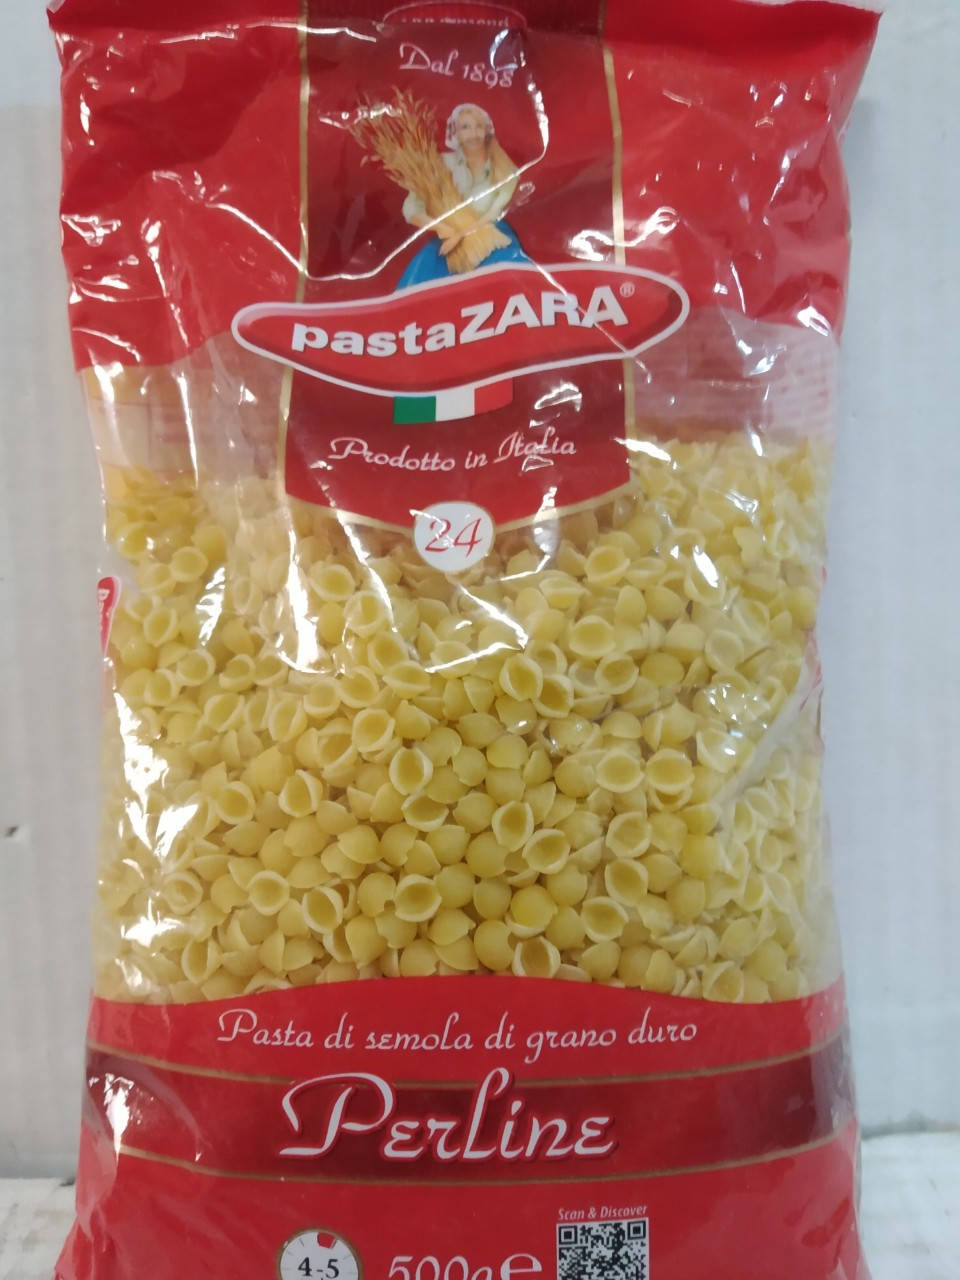 Dal 1898
pastaZARA®
Prodotto in Italia
24
Pasta di semola di grano duro
Perline
Scan & Discover
4-5
500g e